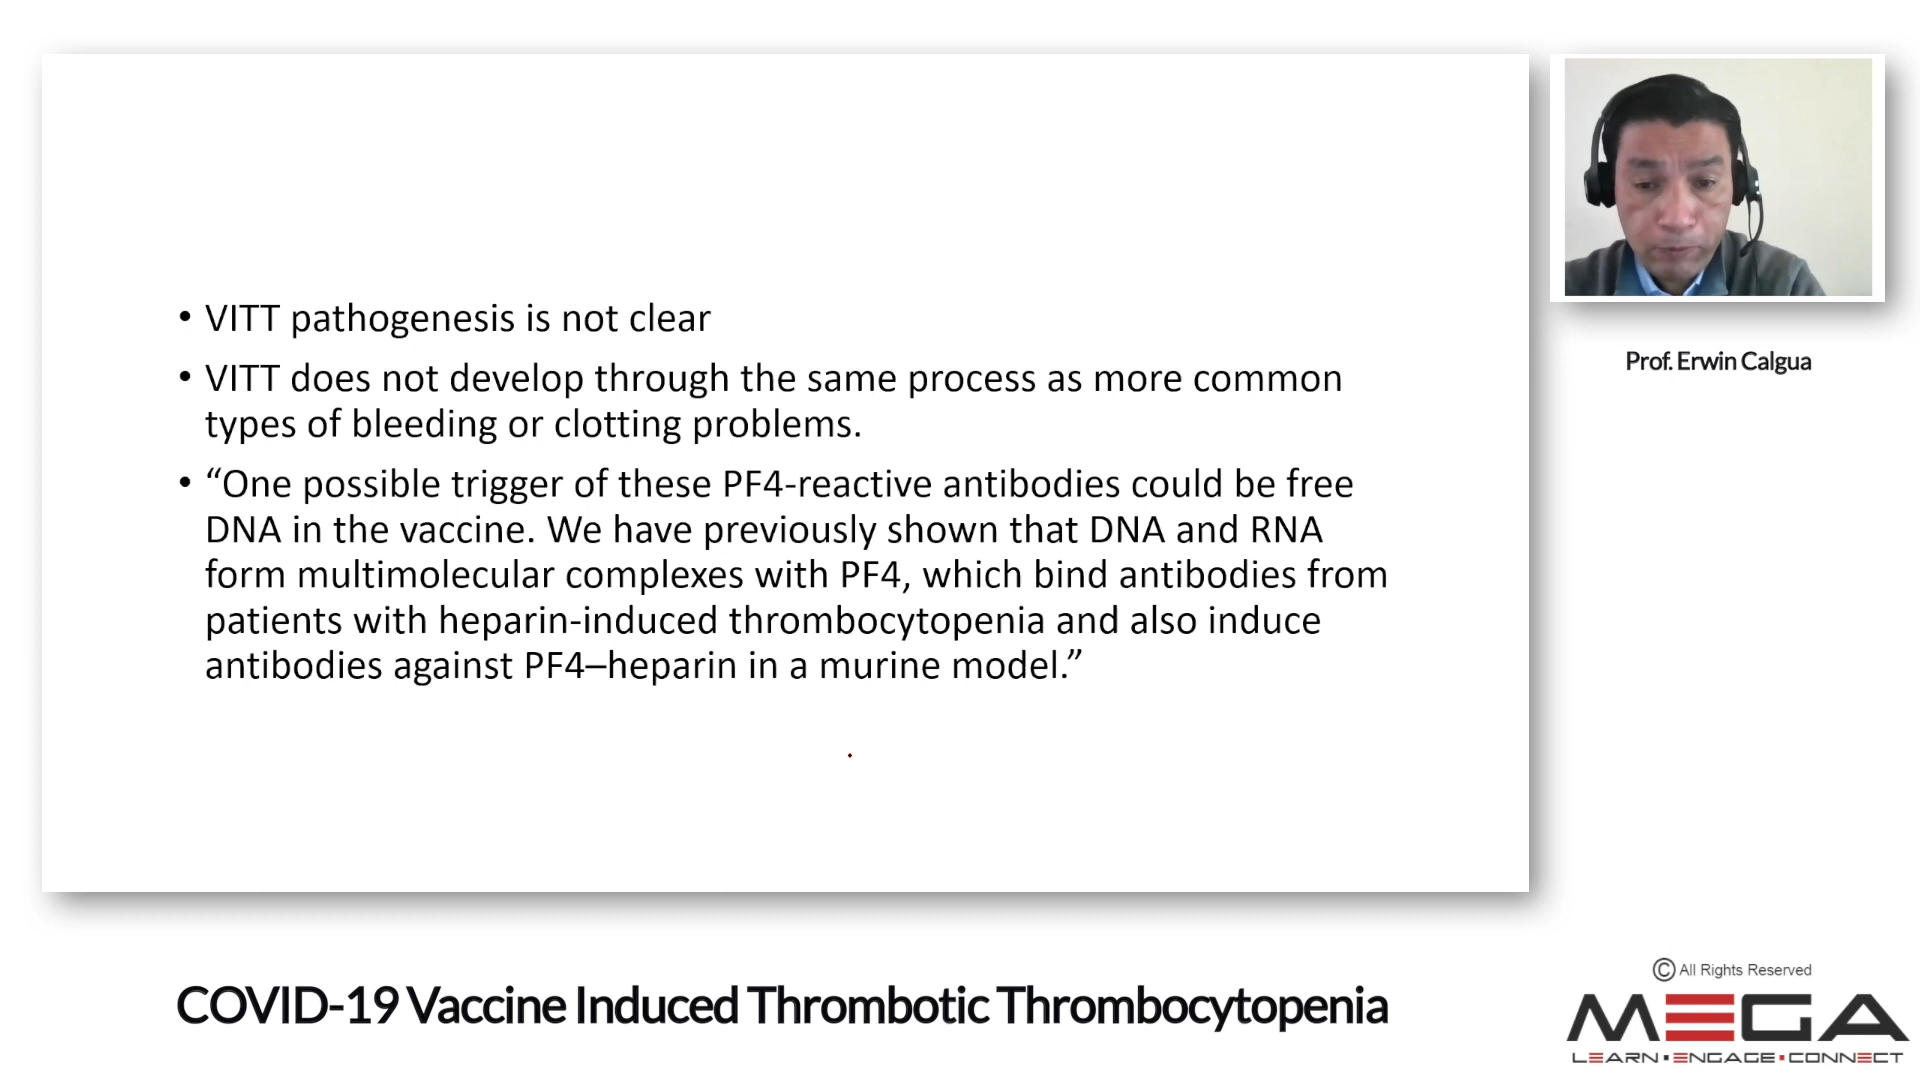 • VITT pathogenesis is not clear
• VITT does not develop through the same process as more common
types of bleeding or clotting problems.
• “One possible trigger of these PF4-reactive antibodies could be free
DNA in the vaccine. We have previously shown that DNA and RNA
form multimolecular complexes with PF4, which bind antibodies from
patients with heparin-induced thrombocytopenia and also induce
antibodies against PF4–heparin in a murine model.”
Prof. Erwin Calgua
COVID-19 Vaccine Induced Thrombotic Thrombocytopenia
© All Rights Reserved
MEGA
LEARN▪ENGAGE▪CONNECT